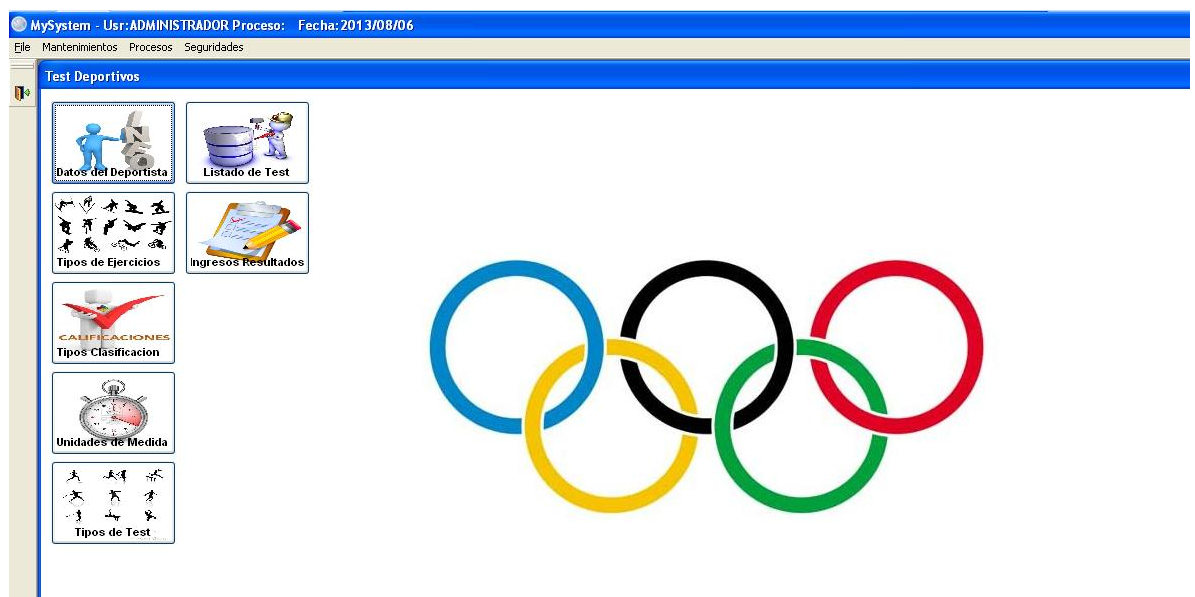 MySystem - Usr:ADMINISTRADOR Proceso: Fecha:2013/08/06
File Mantenimientos Procesos Seguridades
Test Deportivos
INFO
Datos del Deportista
Listado de Test
Tipos de Ejercicios
Ingresos Resultados
CALIFICACIONES
Tipos Clasificacion
Unidades de Medida
Tipos de Test